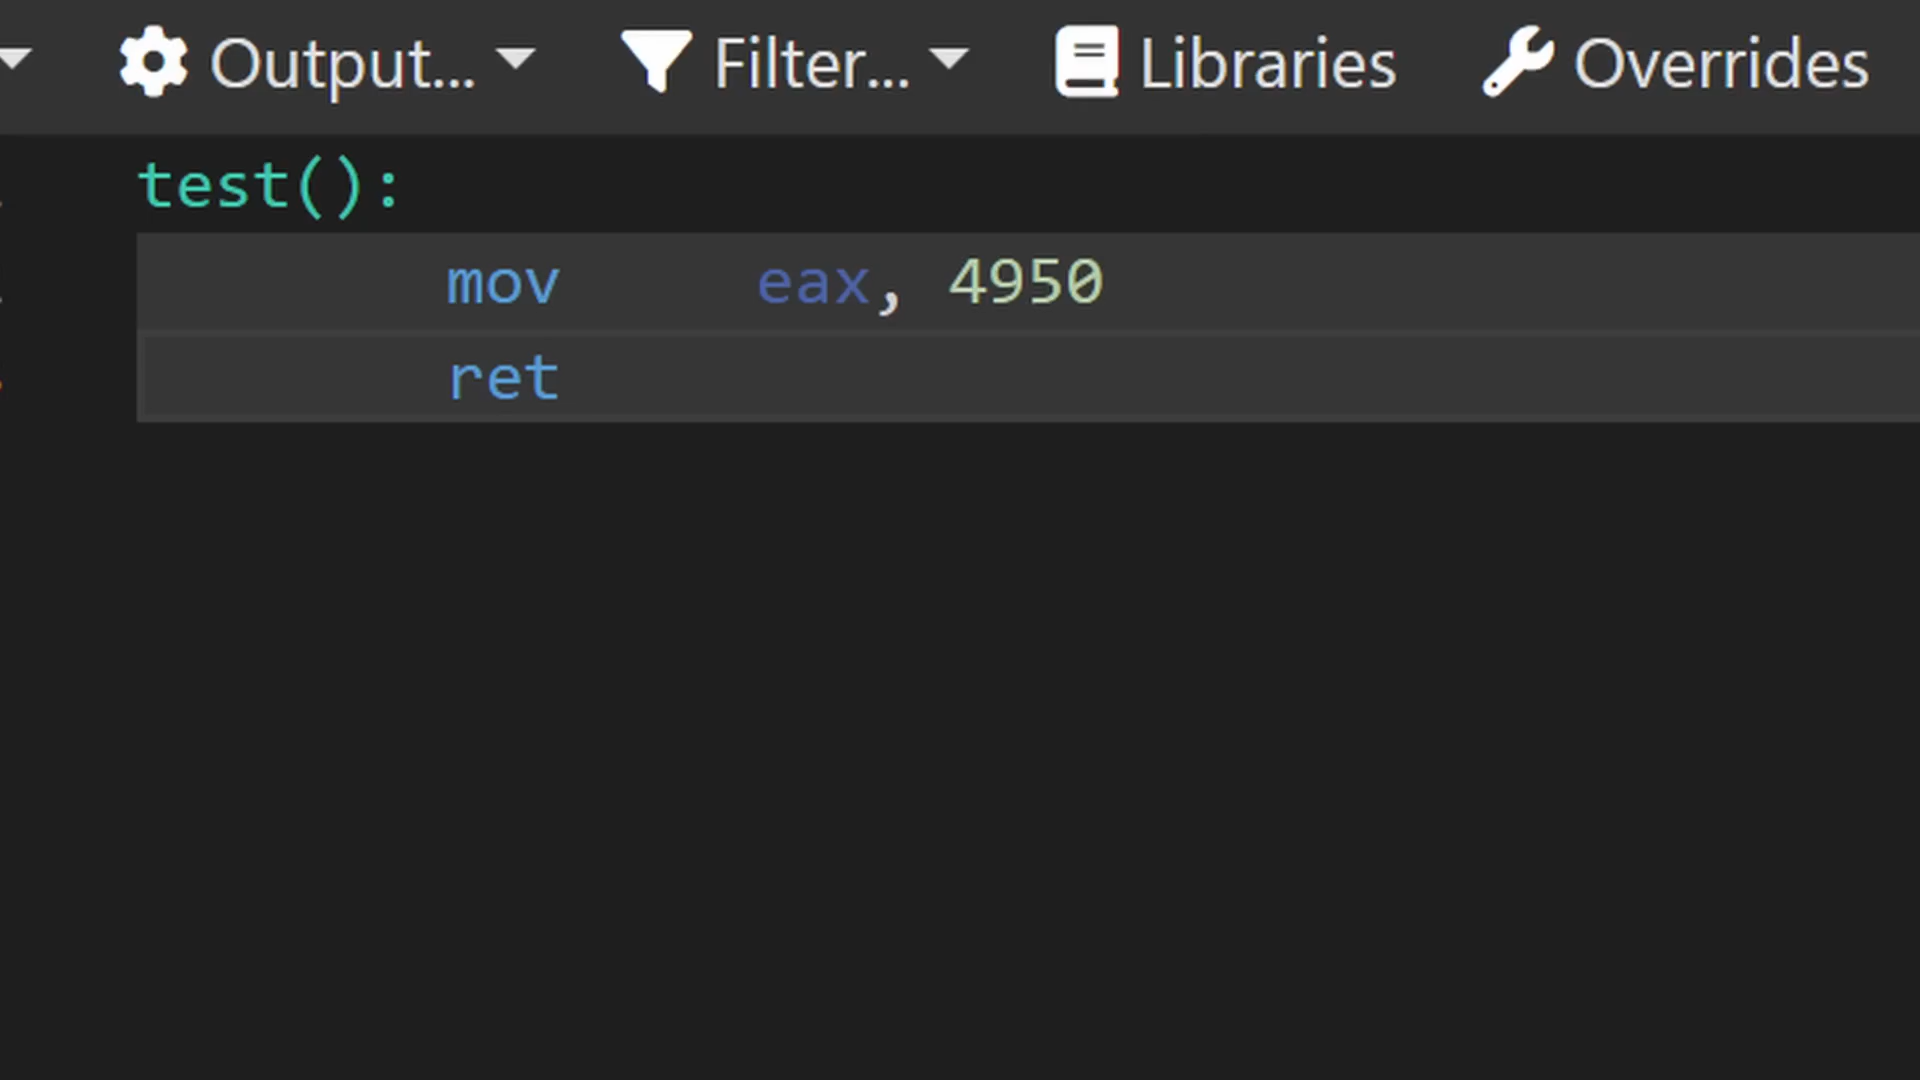 Output... Filter... Libraries Overrides
test():
mov eax, 4950
ret